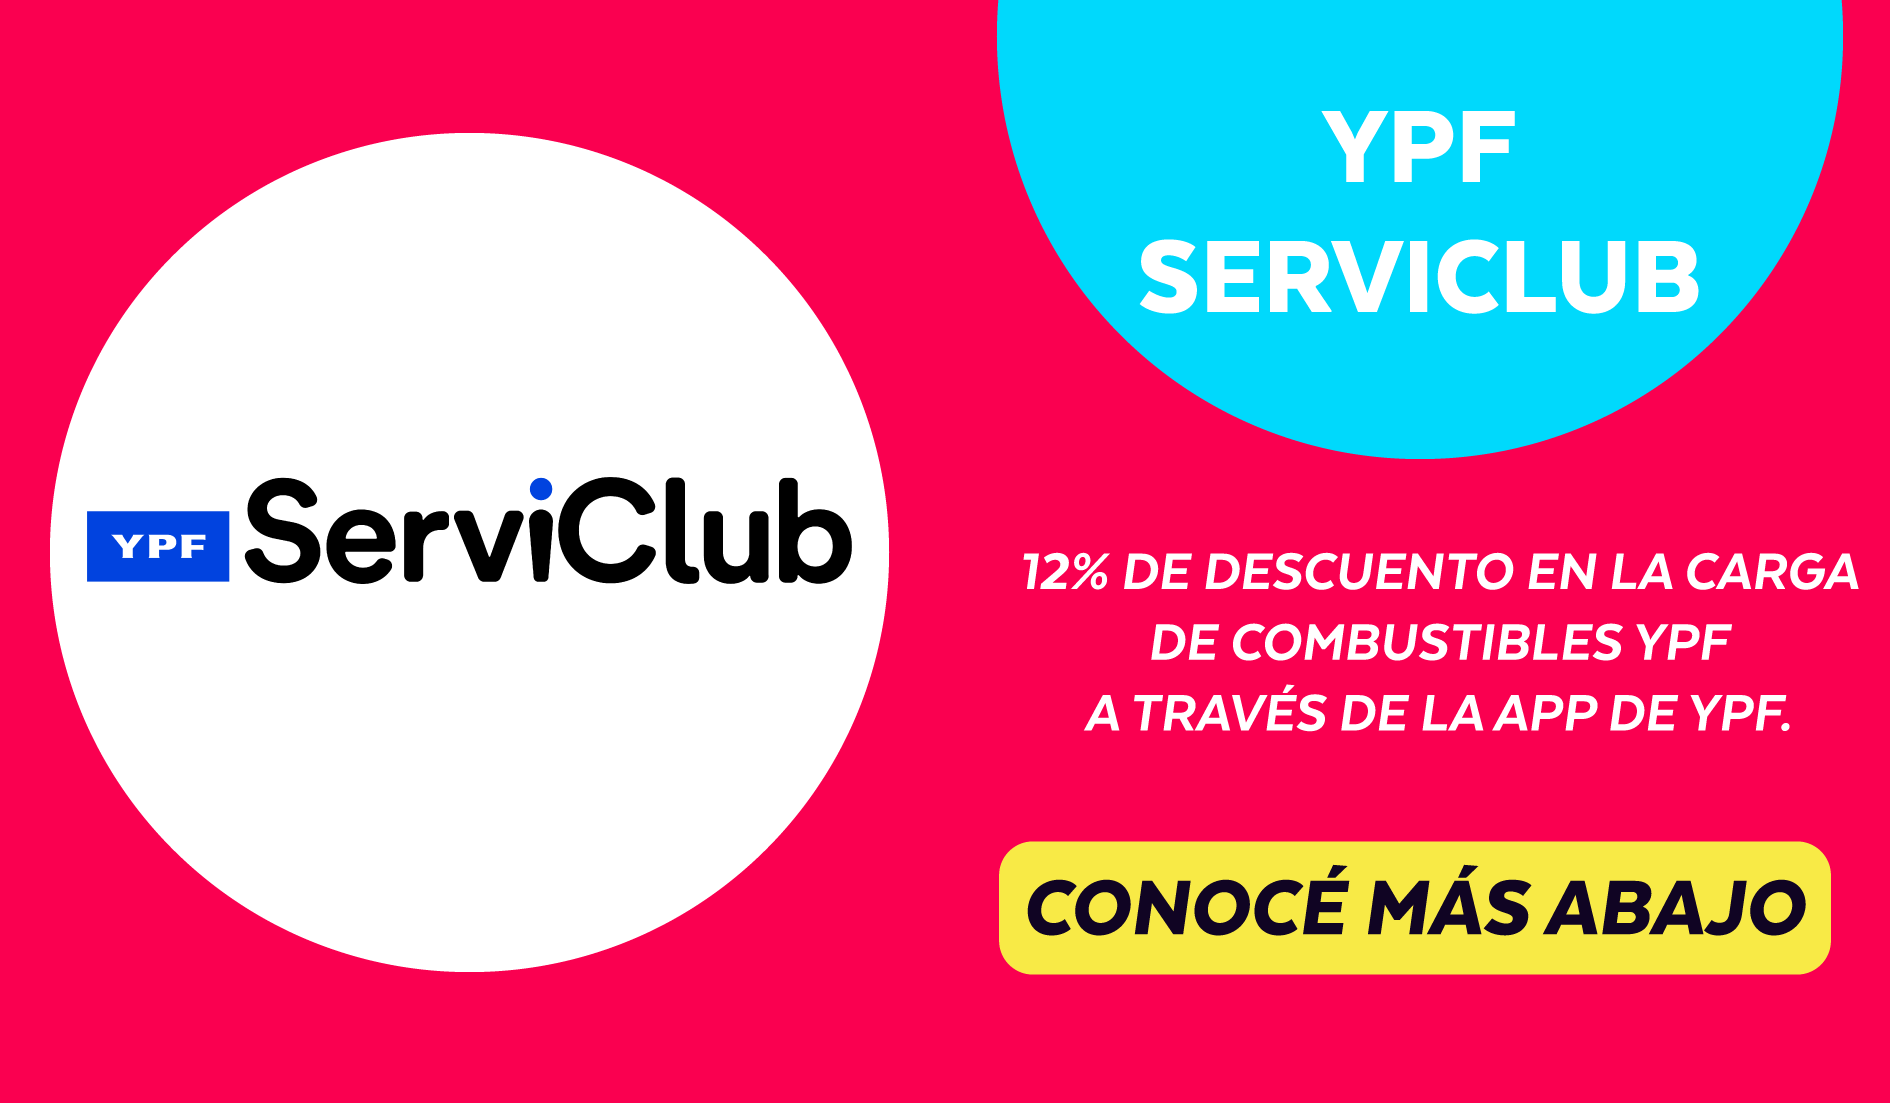 YPF ServiClub
YPF
SERVICLUB
12% DE DESCUENTO EN LA CARGA
DE COMBUSTIBLES YPF
A TRAVÉS DE LA APP DE YPF.
CONOCÉ MÁS ABAJO